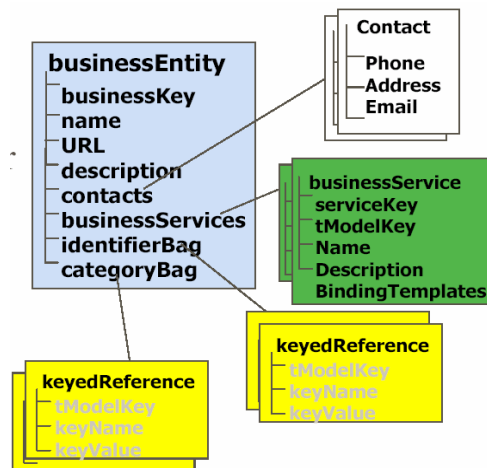 businessEntity
businessKey
name
URL
description
contacts
businessServices
identifierBag
categoryBag
Contact
Phone
Address
Email
businessService
serviceKey
tModelKey
Name
Description
BindingTemplates
keyedReference
tModelKey
keyName
keyValue
keyedReference
tModelKey
keyName
keyValue